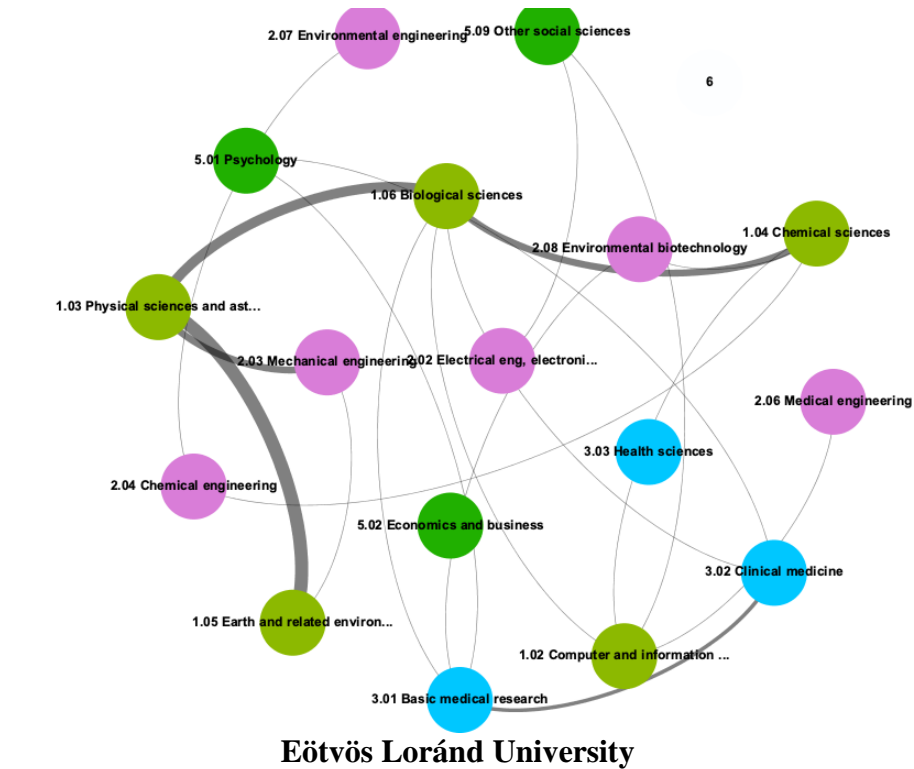 2.07 Environmental engineering
5.09 Other social sciences
6
5.01 Psychology
1.06 Biological sciences
1.04 Chemical sciences
2.08 Environmental biotechnology
1.03 Physical sciences and ast...
2.03 Mechanical engineering
2.02 Electrical eng, electroni...
2.06 Medical engineering
3.03 Health sciences
2.04 Chemical engineering
5.02 Economics and business
3.02 Clinical medicine
1.05 Earth and related environ...
1.02 Computer and information ...
3.01 Basic medical research
Eötvös Loránd University